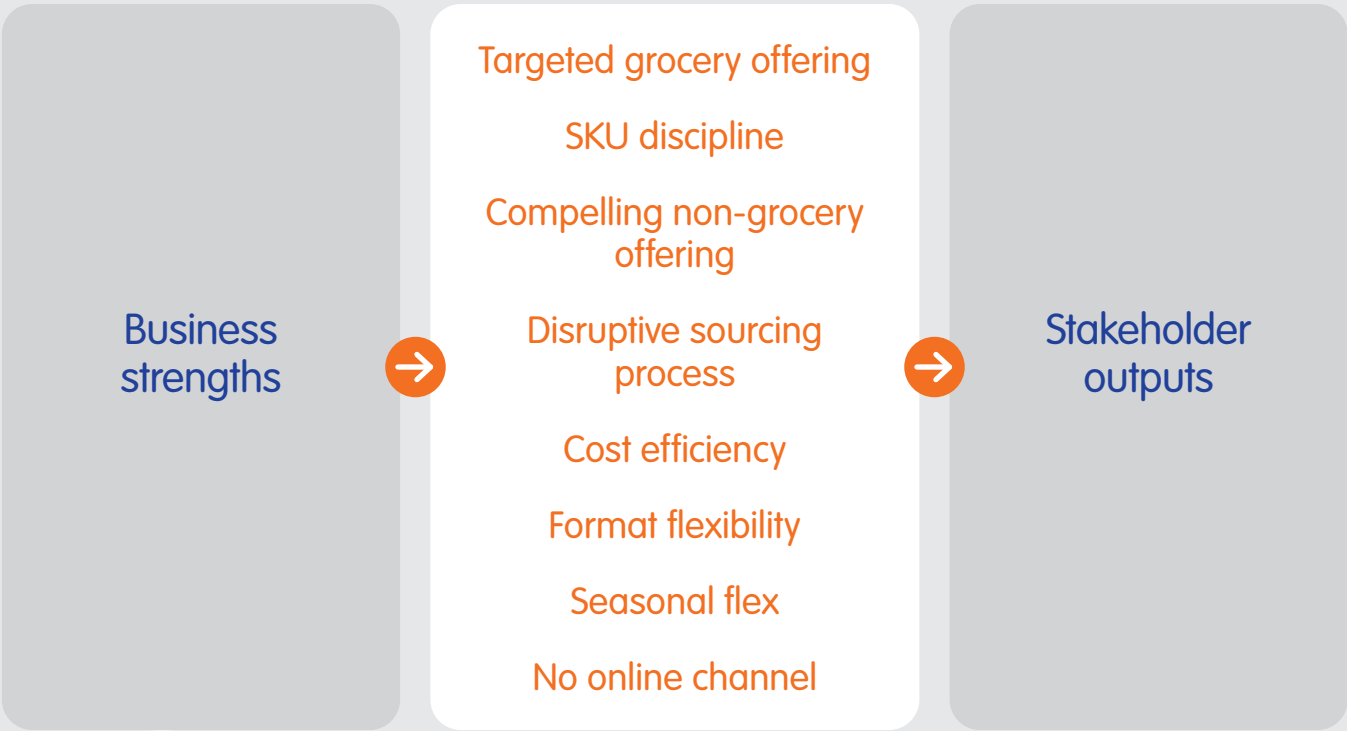 Business
strengths
Targeted grocery offering
SKU discipline
Compelling non-grocery
offering
Disruptive sourcing
process
Cost efficiency
Format flexibility
Seasonal flex
No online channel
Stakeholder
outputs